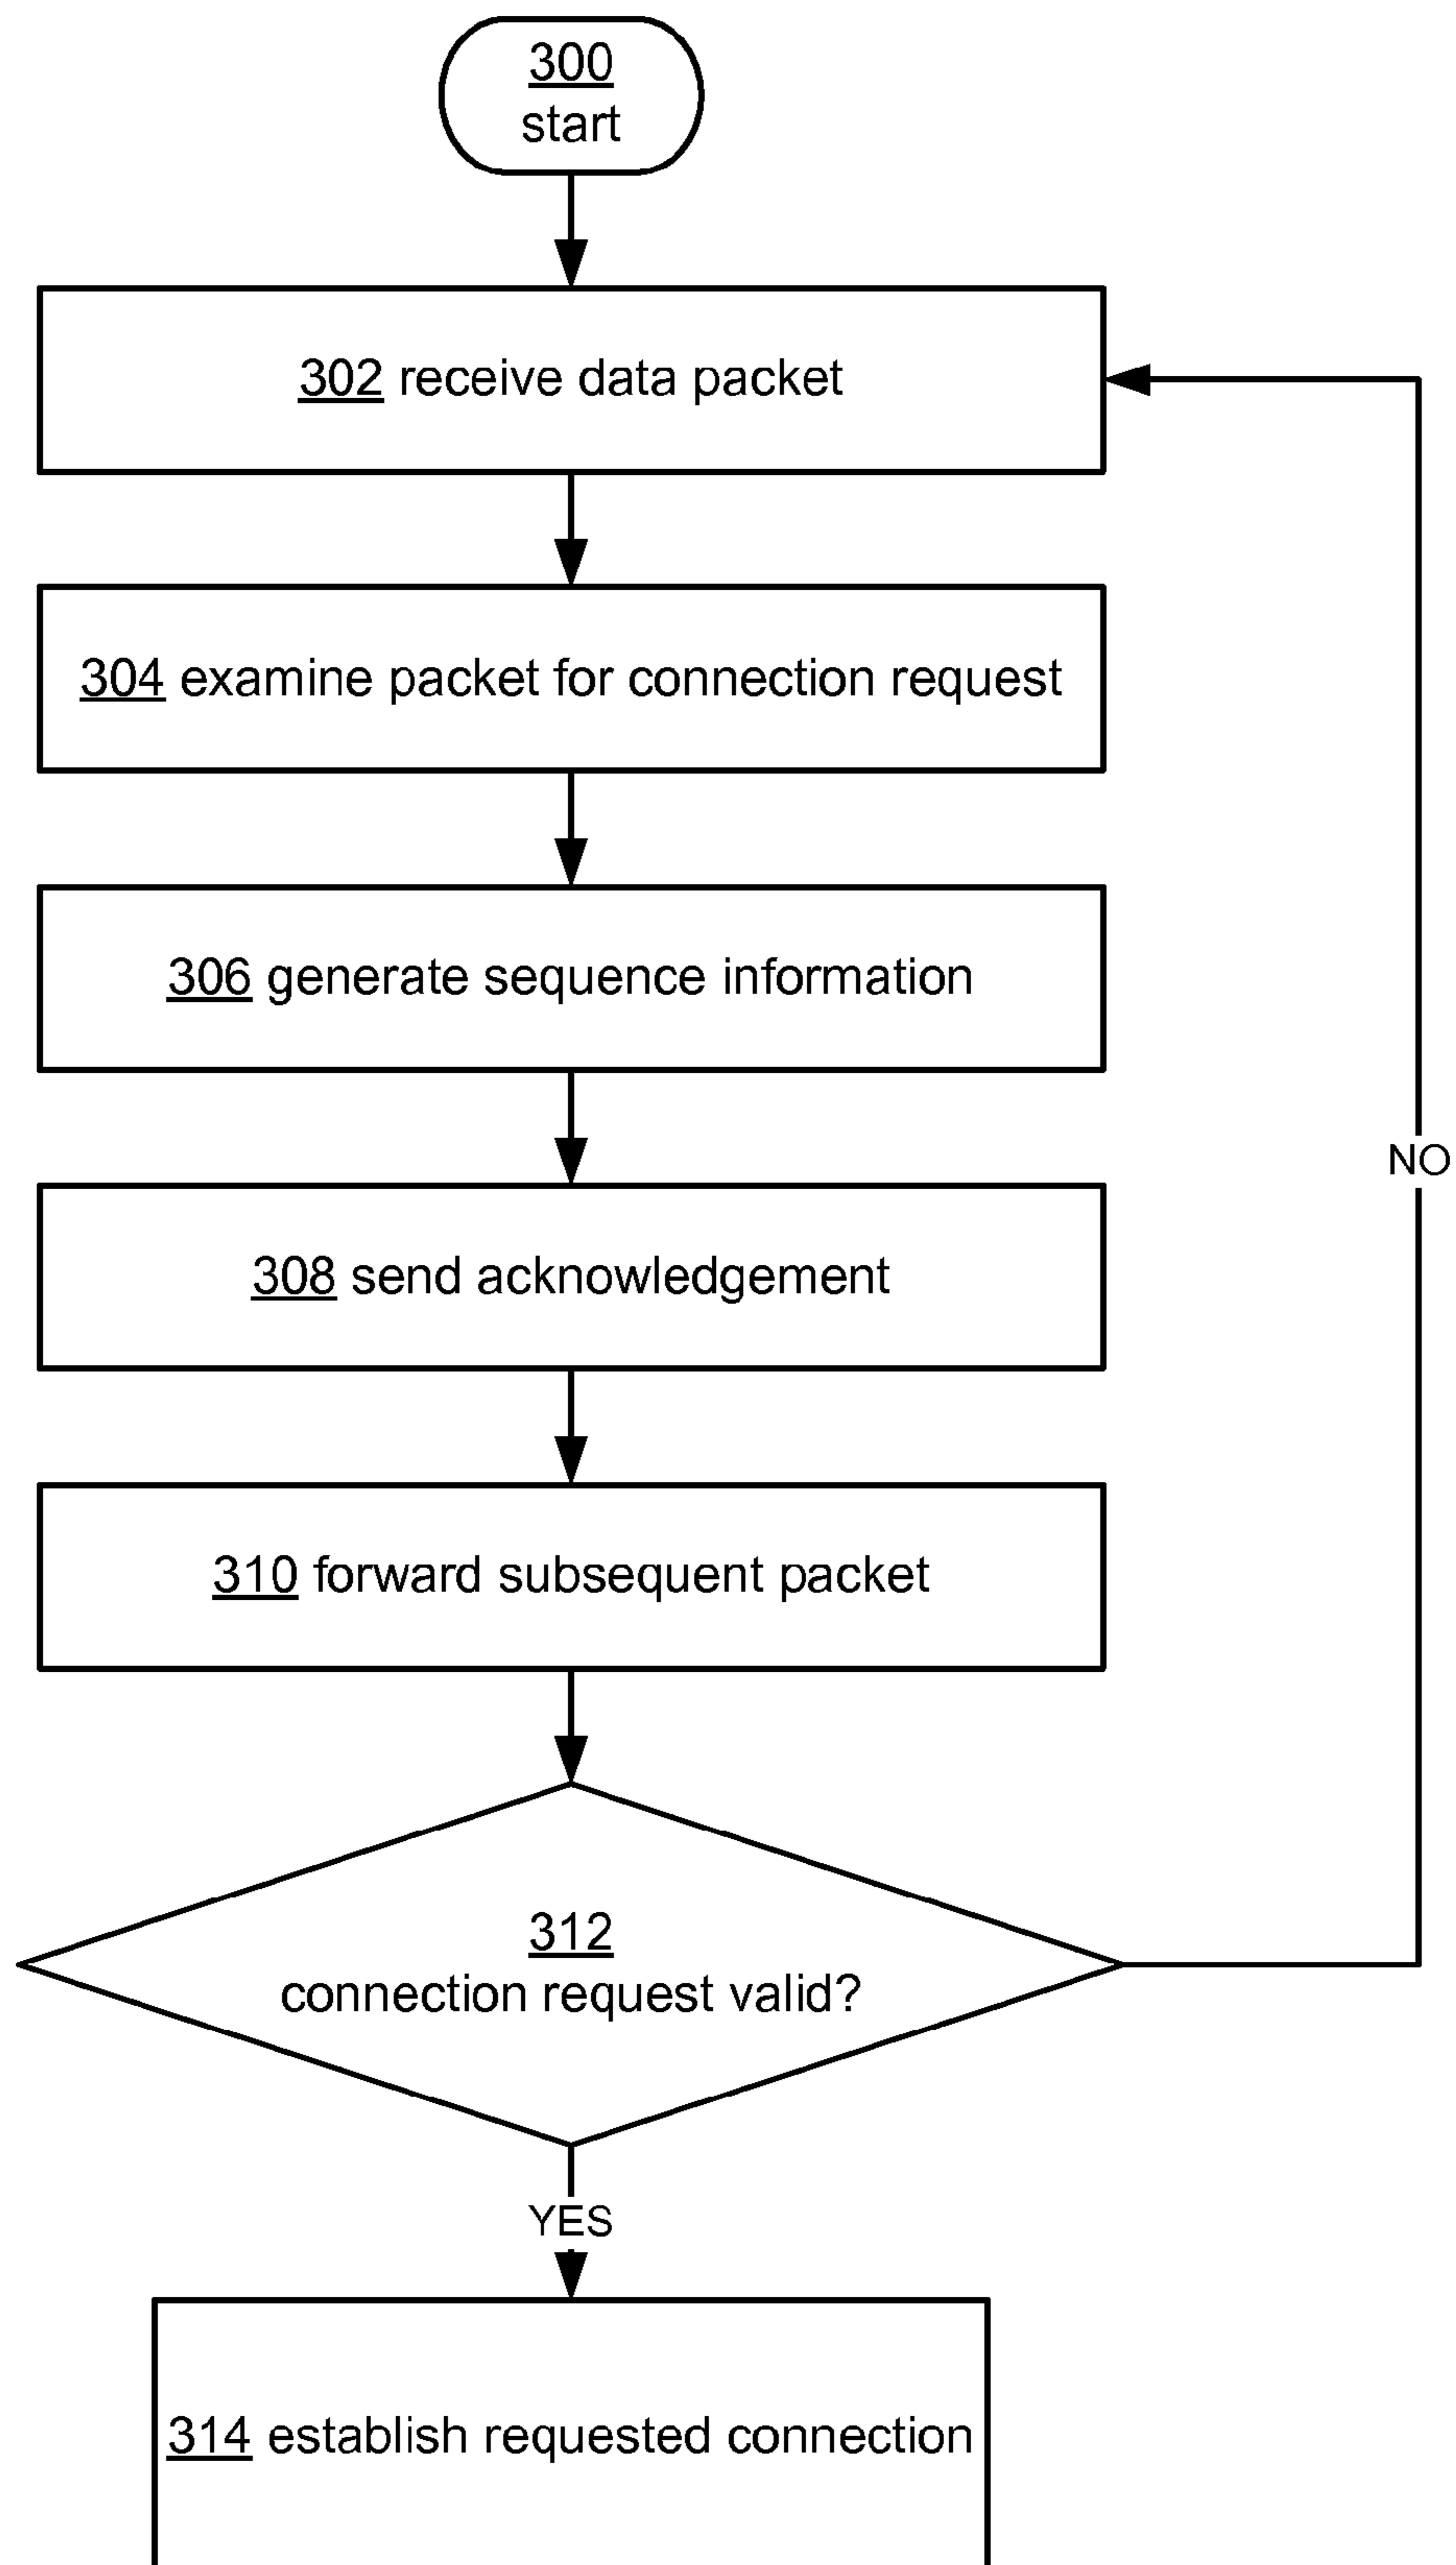 300
start
302 receive data packet
304 examine packet for connection request
306 generate sequence information
308 send acknowledgement
310 forward subsequent packet
312
connection request valid?
NO
YES
314 establish requested connection